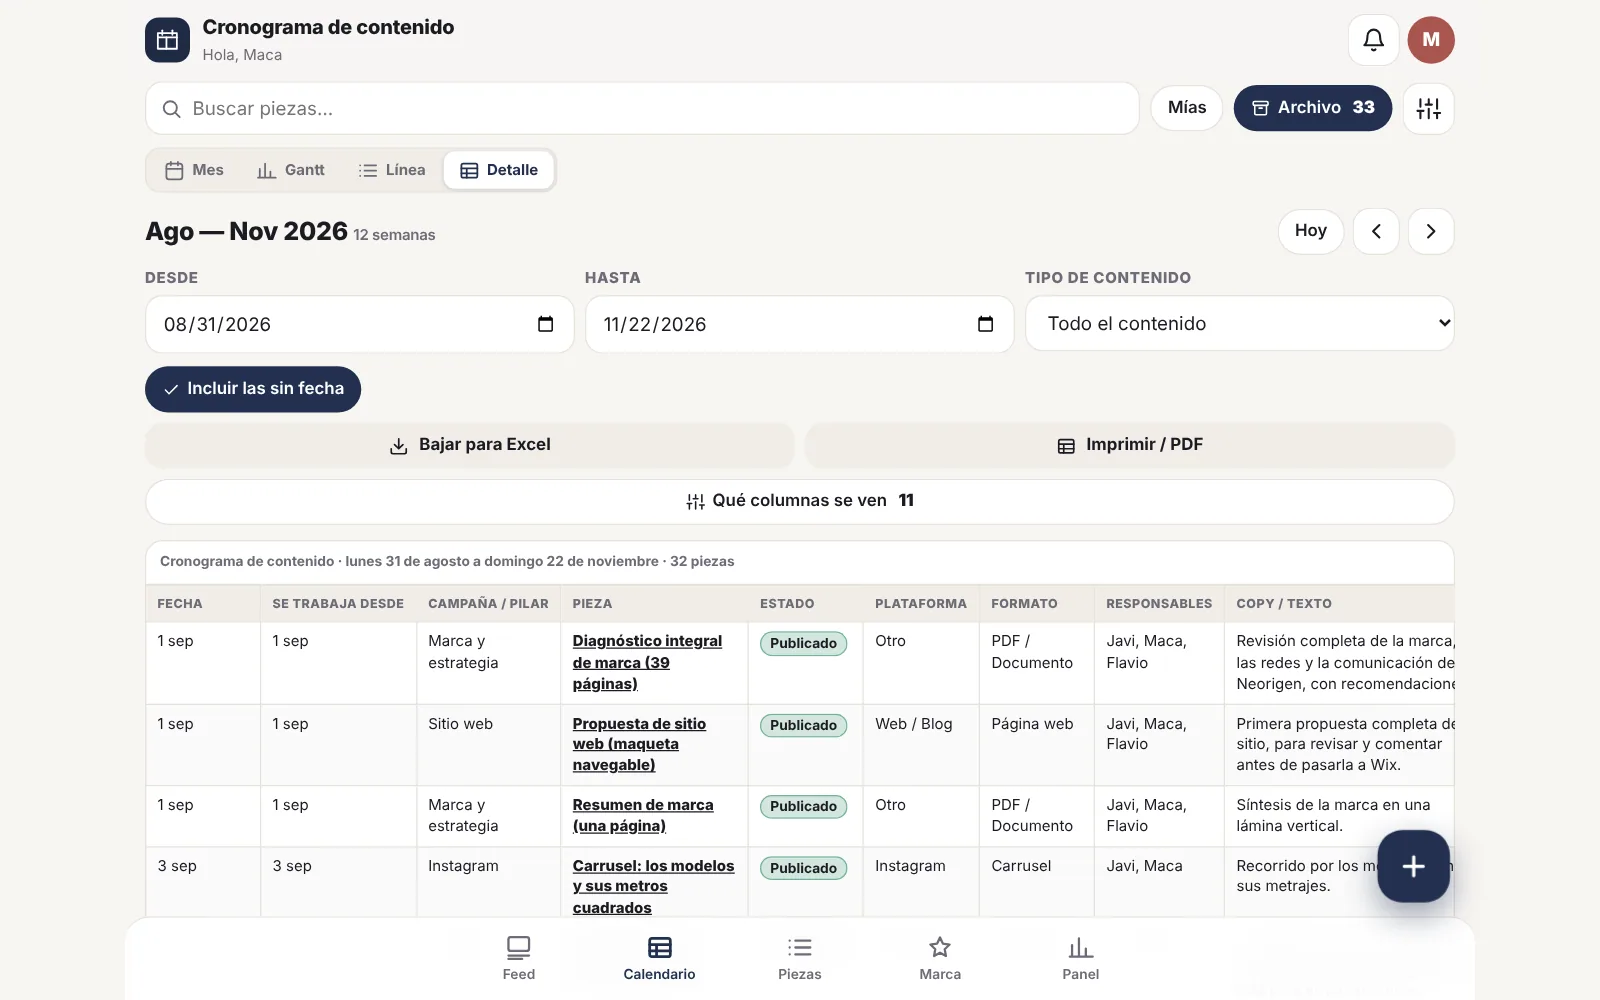 Cronograma de contenido
Hola, Maca
M
Buscar piezas...
Mías
Archivo 33
Mes
Gantt
Línea
Detalle
Ago — Nov 2026 12 semanas
Hoy
DESDE
HASTA
TIPO DE CONTENIDO
08/31/2026
11/22/2026
Todo el contenido
Incluir las sin fecha
Bajar para Excel
Imprimir / PDF
Qué columnas se ven 11
Cronograma de contenido · lunes 31 de agosto a domingo 22 de noviembre · 32 piezas
FECHA SE TRABAJA DESDE CAMPAÑA / PILAR PIEZA ESTADO PLATAFORMA FORMATO RESPONSABLES COPY / TEXTO
1 sep
1 sep
Marca y
estrategia
Diagnóstico integral
de marca (39
páginas)
Publicado
Otro
PDF /
Documento
Javi, Maca,
Flavio
Revisión completa de la marca,
las redes y la comunicación de
Neorigen, con
1 sep
1 sep
Sitio web
Propuesta de sitio
web (maqueta
navegable)
Publicado
Web / Blog
Página web
Javi, Maca,
Flavio
Primera propuesta completa de
sitio, para revisar y comentar
antes de pasarla a Wix.
1 sep
1 sep
Marca y
estrategia
Resumen de marca
(una página)
Publicado
Otro
PDF /
Documento
Javi, Maca,
Flavio
Síntesis de la marca en una
lámina vertical.
3 sep
3 sep
Instagram
Carrusel: los modelos
y sus metros
cuadrados
Publicado
Instagram
Carrusel
Javi, Maca
Recorrido por los
sus metrajes.
Feed
Calendario
Piezas
Marca
Panel